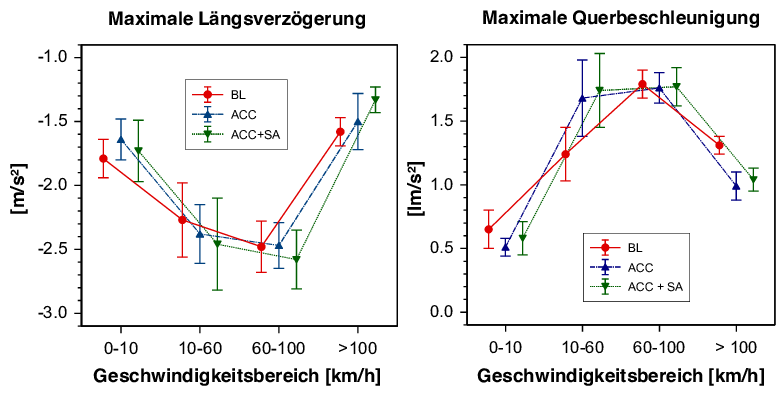 Maximale Längsverzögerung
-1.0
-1.5
-2.0
-2.5
-3.0
[m/s²]
BL
ACC
ACC+SA
0-10
10-60
60-100
> 100
Geschwindigkeitsbereich [km/h]
Maximale Querbeschleunigung
2.0
1.5
1.0
0.5
0.0
[lm/s²]
BL
ACC
ACC + SA
0-10
10-60
60-100
> 100
Geschwindigkeitsbereich [km/h]